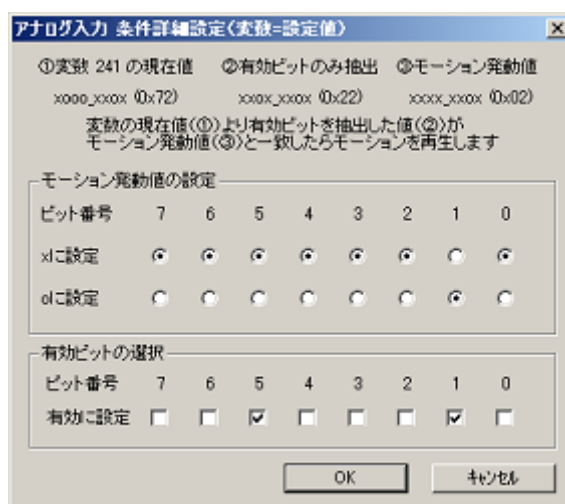 アナログ入力 条件詳細設定(変数=設定値)
①変数 241 の現在値 ②有効ビットのみ抽出 ③モーション発動値
xooo_xxox (0x72) xxox_xxox (0x22) xxxx_xxox (0x02)
変数の現在値(①)より有効ビットを抽出した値(②)が
モーション発動値(③)と一致したらモーションを再生します
モーション発動値の設定
ビット番号 7 6 5 4 3 2 1 0
xに設定
oに設定
有効ビットの選択
ビット番号 7 6 5 4 3 2 1 0
有効に設定
OK キャンセル